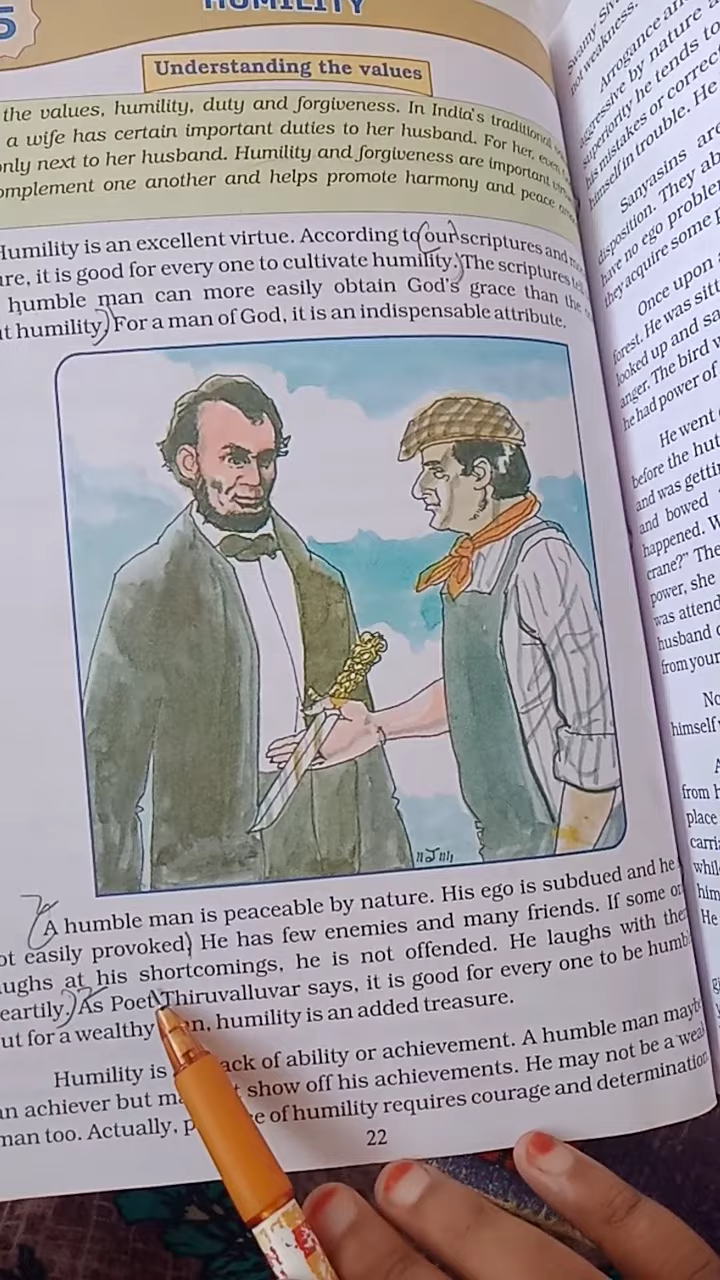 5
HUMILITY
Understanding the values
the values, humility, duty and forgiveness. In India's traditional
a wife has certain important duties to her husband. For her, even
only next to her husband. Humility and forgiveness are important
omplement one another and helps promote harmony and peace
Humility is an excellent virtue. According to our scriptures and
ure, it is good for every one to cultivate humility. The scriptures
humble man can more easily obtain God's grace than the
ut humility. For a man of God, it is an indispensable attribute.
A humble man is peaceable by nature. His ego is subdued and he
ot easily provoked. He has few enemies and many friends. If some
ughs at his shortcomings, he is not offended. He laughs with
eartily. As Poet Thiruvalluvar says, it is good for every one to be humb
ut for a wealthy n, humility is an added treasure.
Humility is ack of ability or achievement. A humble man may
n achiever but m show off his achievements. He may not be a
man too. Actually, p e of humility requires courage and determination
22
Swamy
not weakness.
Arrogance
aggressive by nature
superiority he tends to
his mistakes or correc
himself in trouble. He
Sanyasins are
disposition. They ab
have no ego problem
they acquire some
Once upon
forest. He was sitt
looked up and sa
anger. The bird
he had power of
He went
before the hut
and was getti
and bowed
happened. W
crane?" The
power, she
was attend
husband
from your
No
himself
A
from h
place
carri
whil
him
He